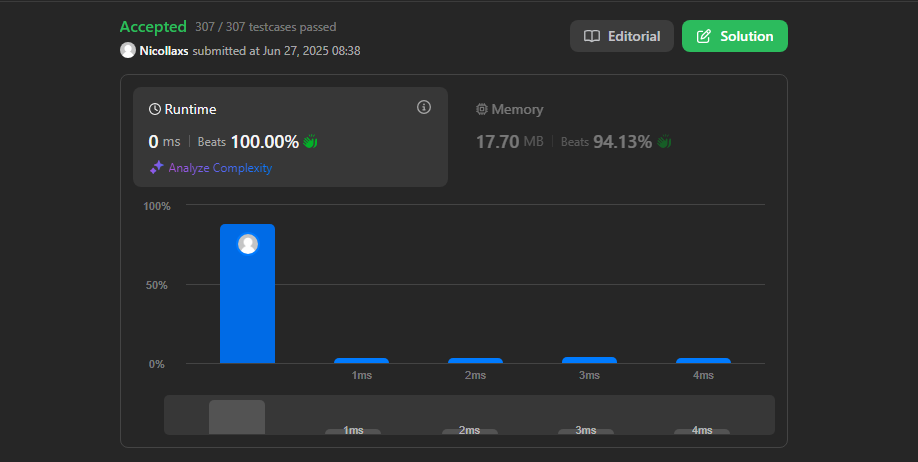 Accepted 307 / 307 testcases passed
Nicollaxs submitted at Jun 27, 2025 08:38
Editorial
Solution
Runtime
0 ms | Beats 100.00%
Analyze Complexity
Memory
17.70 MB | Beats 94.13%
100%
50%
0%
1ms 2ms 3ms 4ms
1ms 2ms 3ms 4ms